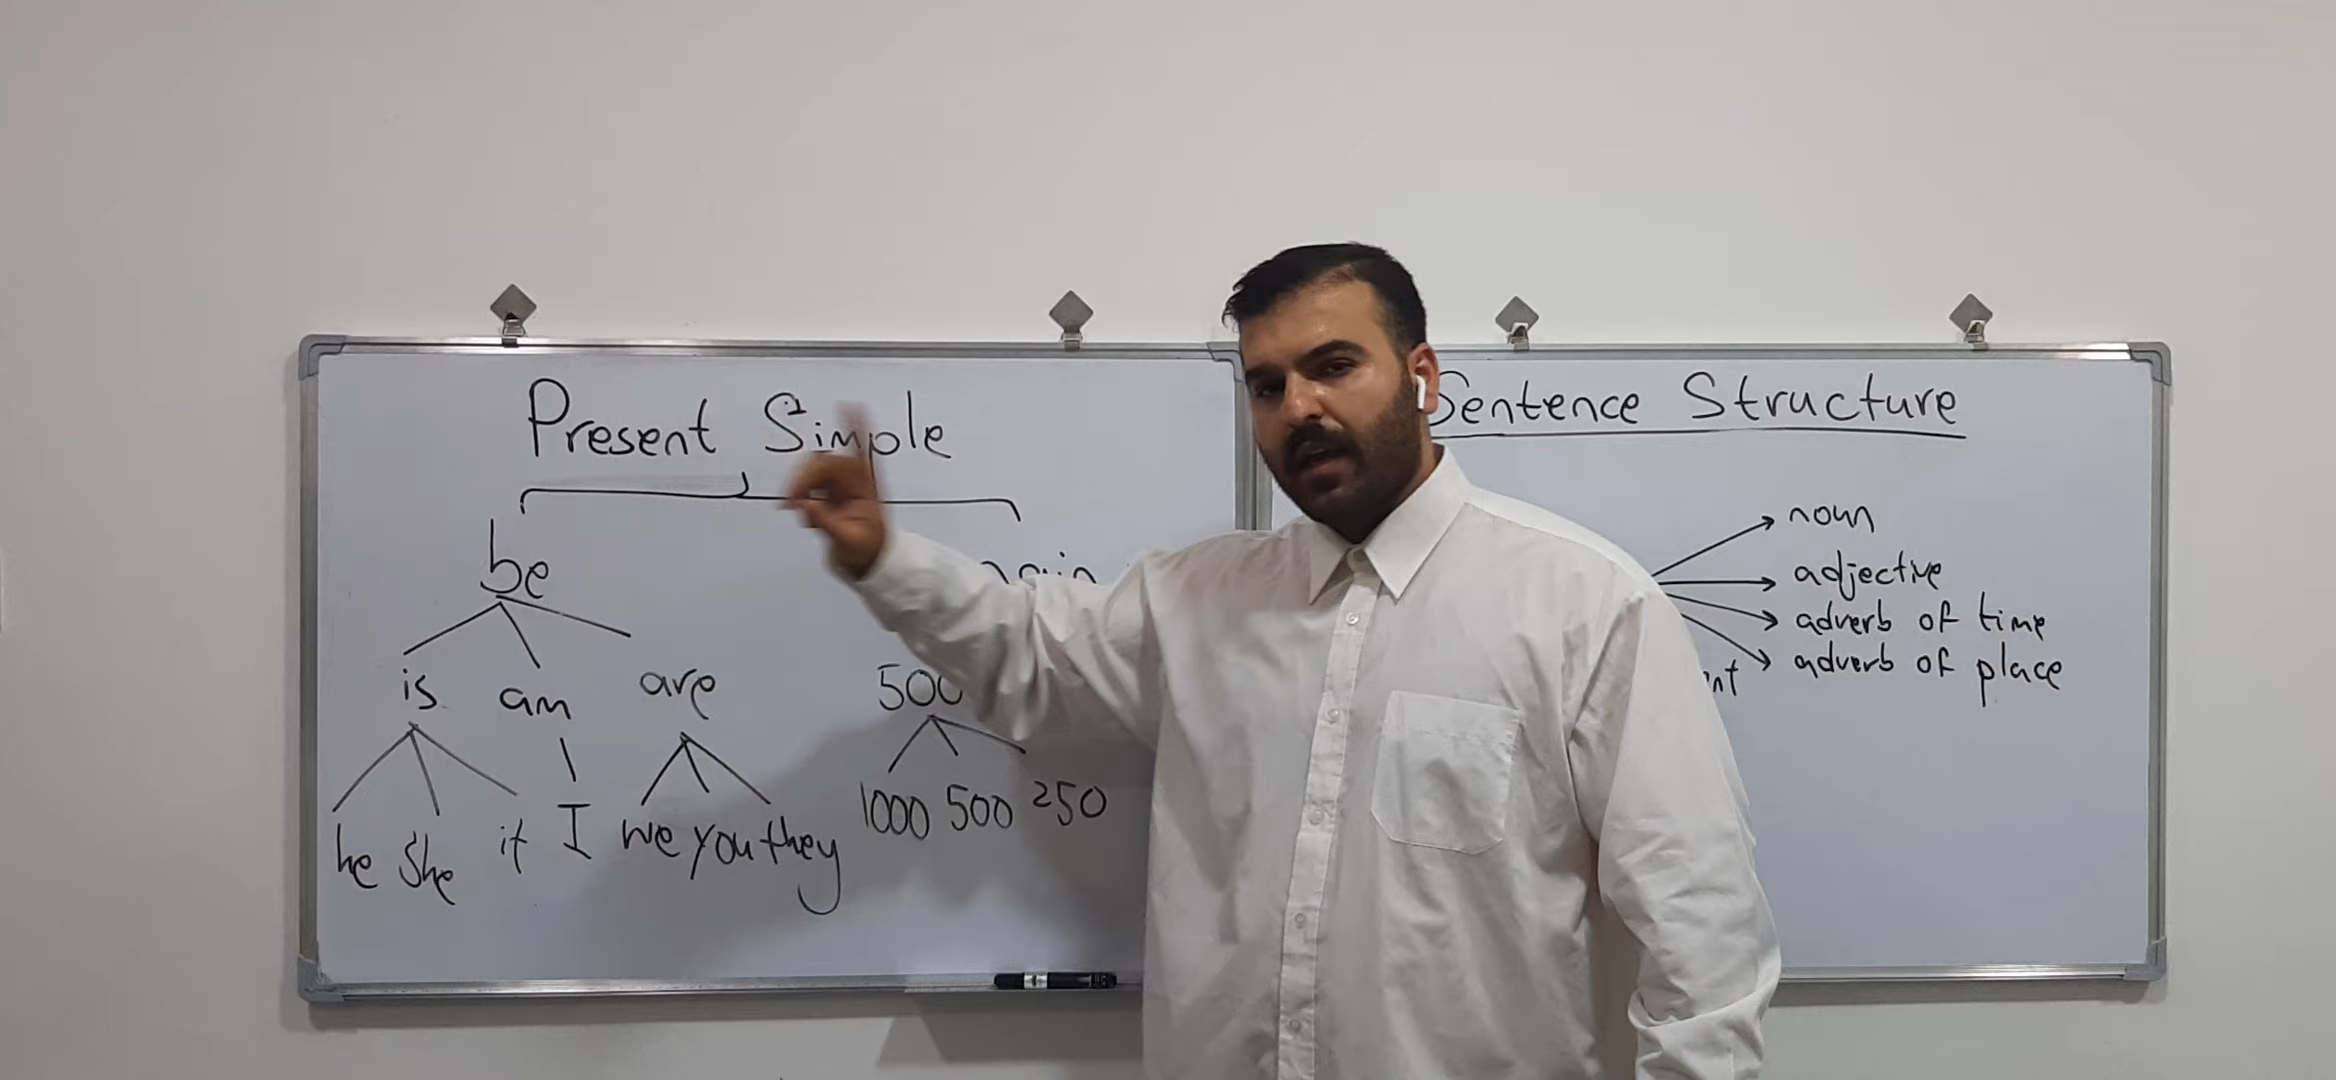 Present Simple
be
is am are
he she it I we you they
500
1000 500 250
Sentence Structure
noun
adjective
adverb of time
adverb of place